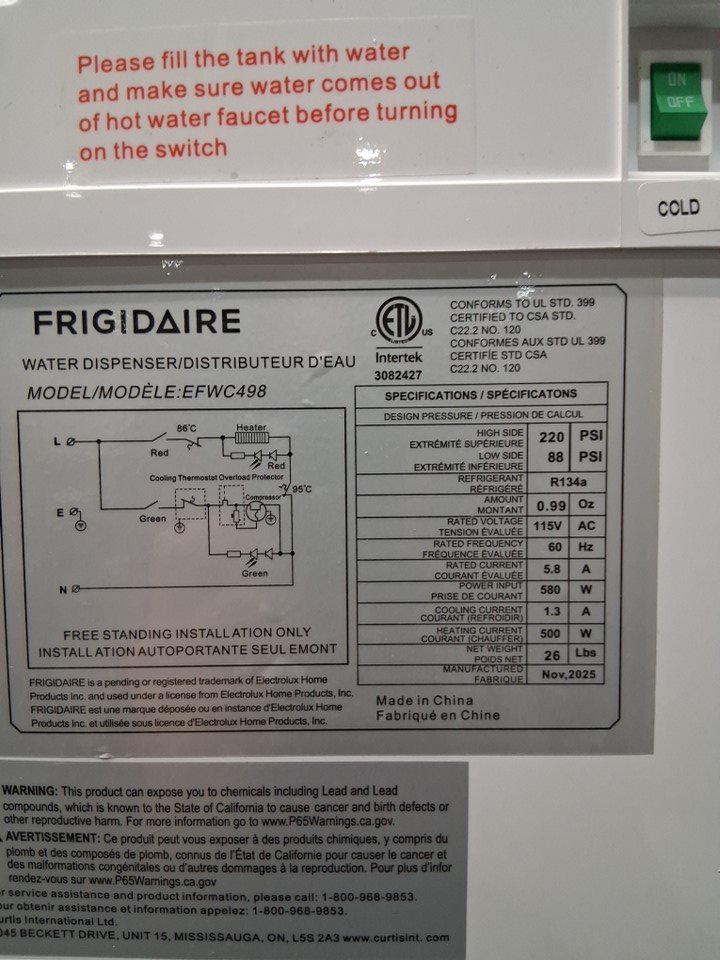 Please fill the tank with water
and make sure water comes out
of hot water faucet before turning
on the switch
ON
OFF
COLD
FRIGIDAIRE
WATER DISPENSER/DISTRIBUTEUR D'EAU
MODEL/MODÈLE:EFWC498
C ETL US
LISTED
Intertek
3082427
CONFORMS TO UL STD. 399
CERTIFIED TO CSA STD.
C22.2 NO. 120
CONFORMES AUX STD UL 399
CERTIFIE STD CSA
C22.2 NO. 120
L
86℃
Heater
Red
Red
Cooling Thermostat Overload Protector
95℃
Compressor
E
Green
Green
N
FREE STANDING INSTALLATION ONLY
INSTALLATION AUTOPORTANTE SEUL EMONT
SPECIFICATIONS / SPÉCIFICATONS
DESIGN PRESSURE / PRESSION DE CALCUL
HIGH SIDE
EXTRÉMITÉ SUPÉRIEURE 220 PSI
LOW SIDE
EXTRÉMITÉ INFÉRIEURE 88 PSI
REFRIGERANT
RÉFRIGÉRÉ R134a
AMOUNT
MONTANT 0.99 Oz
RATED VOLTAGE
TENSION ÉVALUÉE 115V AC
RATED FREQUENCY
FRÉQUENCE ÉVALUÉE 60 Hz
RATED CURRENT
COURANT ÉVALUÉE 5.8 A
POWER INPUT
PRISE DE COURANT 580 W
COOLING CURRENT
COURANT (REFROIDIR) 1.3 A
HEATING CURRENT
COURANT (CHAUFFER) 500 W
NET WEIGHT
POIDS NET 26 Lbs
MANUFACTURED
FABRIQUÉ Nov,2025
FRIGIDAIRE is a pending or registered trademark of Electrolux Home
Products Inc. and used under a license from Electrolux Home Products, Inc.
FRIGIDAIRE est une marque déposée ou en instance d'Electrolux Home
Products Inc. et utilisée sous licence d'Electrolux Home Products, Inc.
Made in China
Fabriqué en Chine
WARNING: This product can expose you to chemicals including Lead and Lead
compounds, which is known to the State of California to cause cancer and birth defects or
other reproductive harm. For more information go to www.P65Warnings.ca.gov.
AVERTISSEMENT: Ce produit peut vous exposer à des produits chimiques, y compris du
plomb et des composés de plomb, connus de l'État de Californie pour causer le cancer et
des malformations congénitales ou d'autres dommages à la reproduction. Pour plus d'infor
rendez-vous sur www.P65Warnings.ca.gov
r service assistance and product information, please call: 1-800-968-9853.
our obtenir assistance et information appelez: 1-800-968-9853.
urtis International Ltd.
045 BECKETT DRIVE, UNIT 15, MISSISSAUGA, ON, L5S 2A3 www.curtisint. com